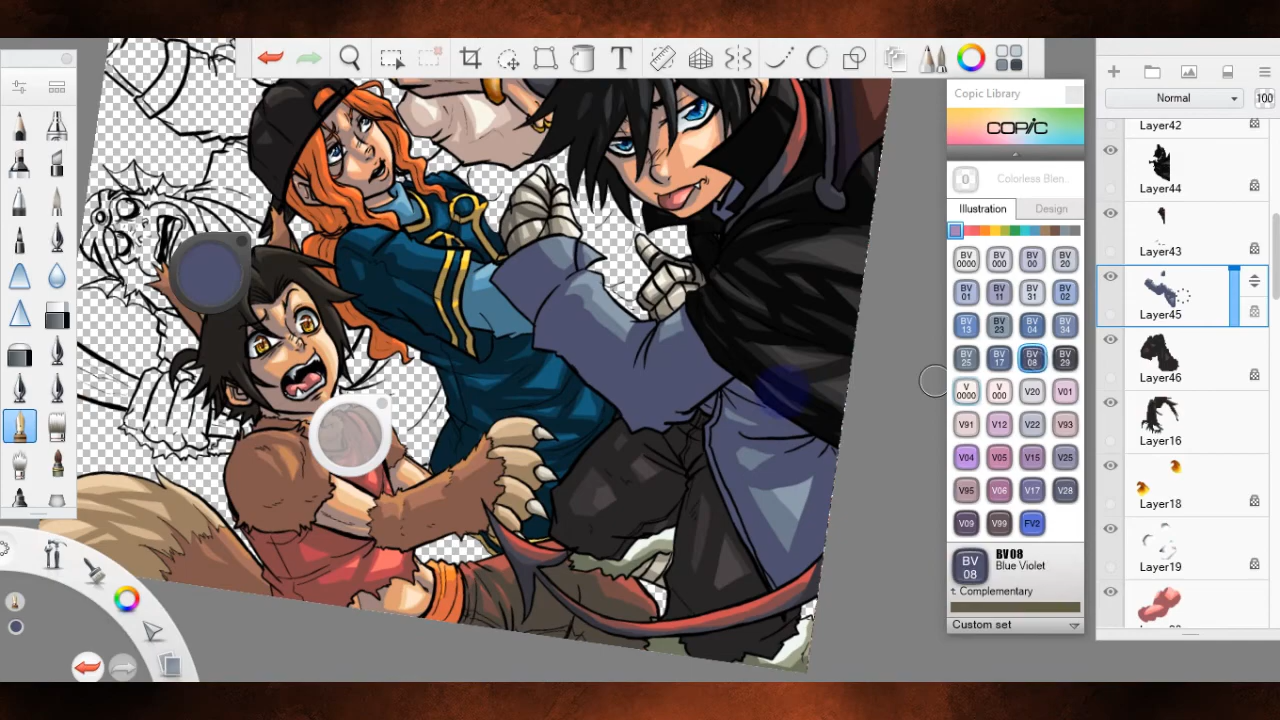 T
Copic Library
COPIC
0 Colorless Blen..
Illustration Design
BV 0000 BV 000 BV 00 BV 20
BV 01 BV 11 BV 31 BV 02
BV 13 BV 23 BV 04 BV 34
BV 25 BV 17 BV 08 BV 29
V 0000 V 000 V20 V01
V91 V12 V22 V93
V04 V05 V15 V25
V95 V06 V17 V28
V09 V99 FV2
BV 08
BV08
Blue Violet
Complementary
Custom set
Normal 100
Layer42
Layer44
Layer43
Layer45
Layer46
Layer16
Layer18
Layer19